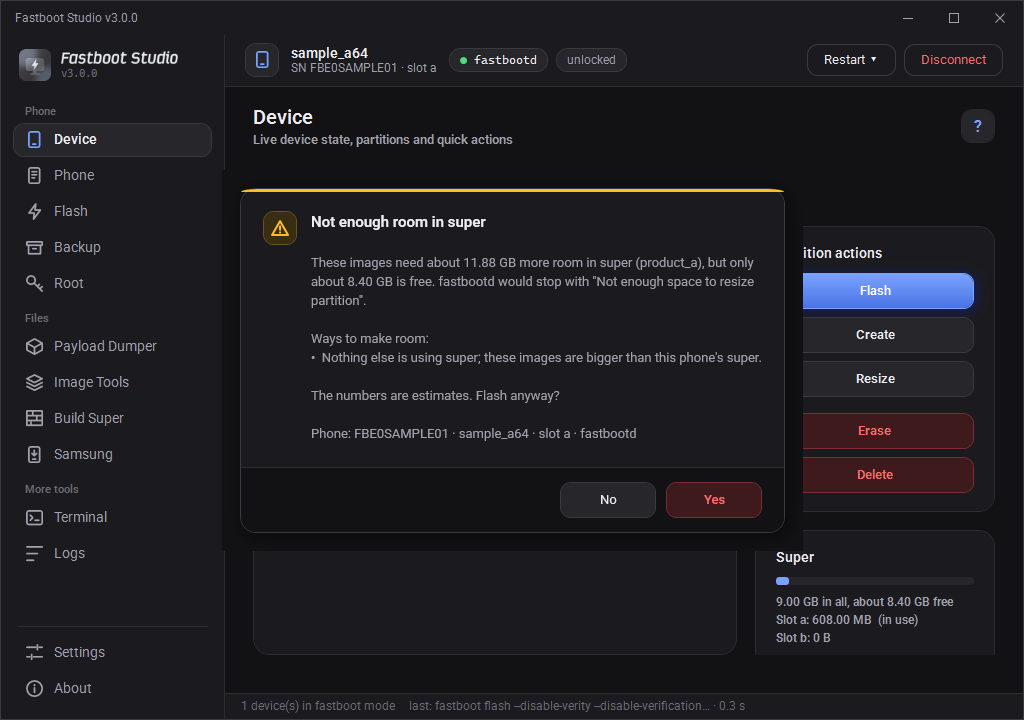 Fastboot Studio v3.0.0
Fastboot Studio
v3.0.0
sample_a64
SN FBE0SAMPLE01 · slot a
fastbootd
unlocked
Restart ▾
Disconnect
Phone
Device
Phone
Flash
Backup
Root
Files
Payload Dumper
Image Tools
Build Super
Samsung
More tools
Terminal
Logs
Settings
About
Device
Live device state, partitions and quick actions
?
Not enough room in super
These images need about 11.88 GB more room in super (product_a), but only
about 8.40 GB is free. fastbootd would stop with "Not enough space to resize
partition".
Ways to make room:
• Nothing else is using super; these images are bigger than this phone's super.
The numbers are estimates. Flash anyway?
Phone: FBE0SAMPLE01 · sample_a64 · slot a · fastbootd
No
Yes
ition actions
Flash
Create
Resize
Erase
Delete
Super
9.00 GB in all, about 8.40 GB free
Slot a: 608.00 MB (in use)
Slot b: 0 B
1 device(s) in fastboot mode
last: fastboot flash --disable-verity --disable-verification… · 0.3 s